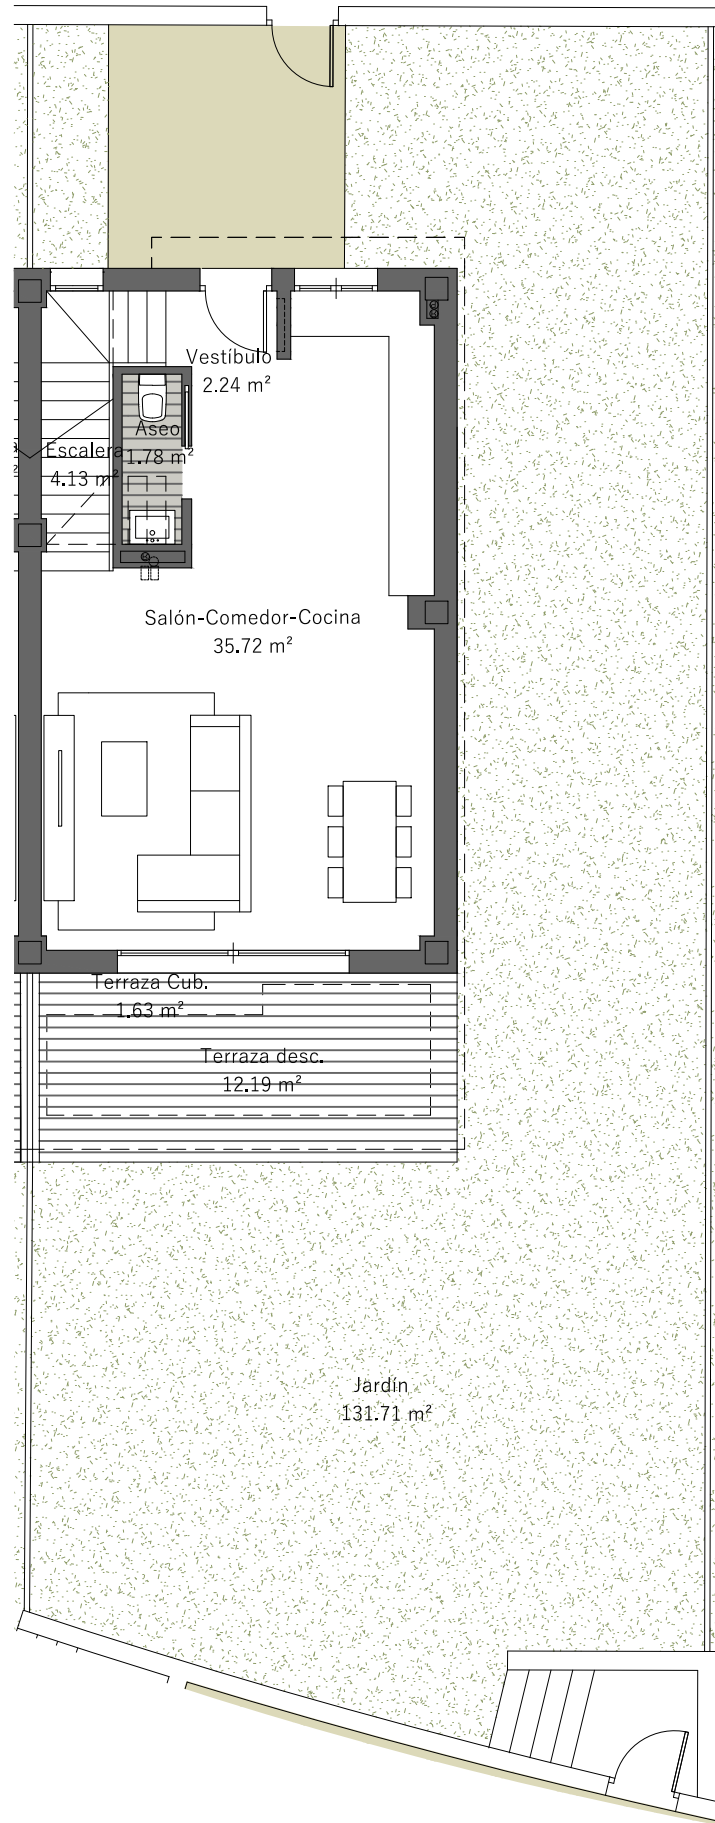 Vestíbulo
2.24 m²
Aseo
1.78 m²
Escalera
4.13 m²
Salón-Comedor-Cocina
35.72 m²
Terraza Cub.
1.63 m²
Terraza desc.
12.19 m²
Jardín
131.71 m²